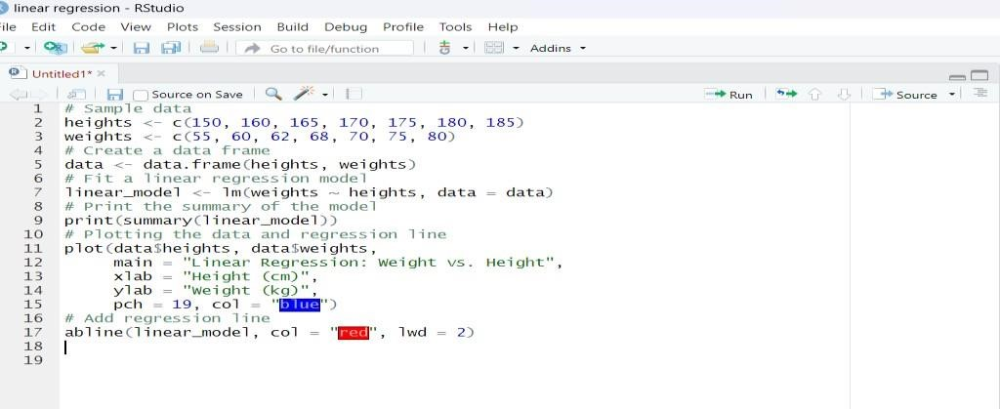 linear regression - RStudio
File Edit Code View Plots Session Build Debug Profile Tools Help
Go to file/function Addins
Untitled1*
Source on Save Run Source
1 # Sample data
2 heights <- c(150, 160, 165, 170, 175, 180, 185)
3 weights <- c(55, 60, 62, 68, 70, 75, 80)
4 # Create a data frame
5 data <- data.frame(heights, weights)
6 # Fit a linear regression model
7 linear_model <- lm(weights ~ heights, data = data)
8 # Print the summary of the model
9 print(summary(linear_model))
10 # Plotting the data and regression line
11 plot(data$heights, data$weights,
12 main = "Linear Regression: Weight vs. Height",
13 xlab = "Height (cm)",
14 ylab = "Weight (kg)",
15 pch = 19, col = "blue")
16 # Add regression line
17 abline(linear_model, col = "red", lwd = 2)
18
19